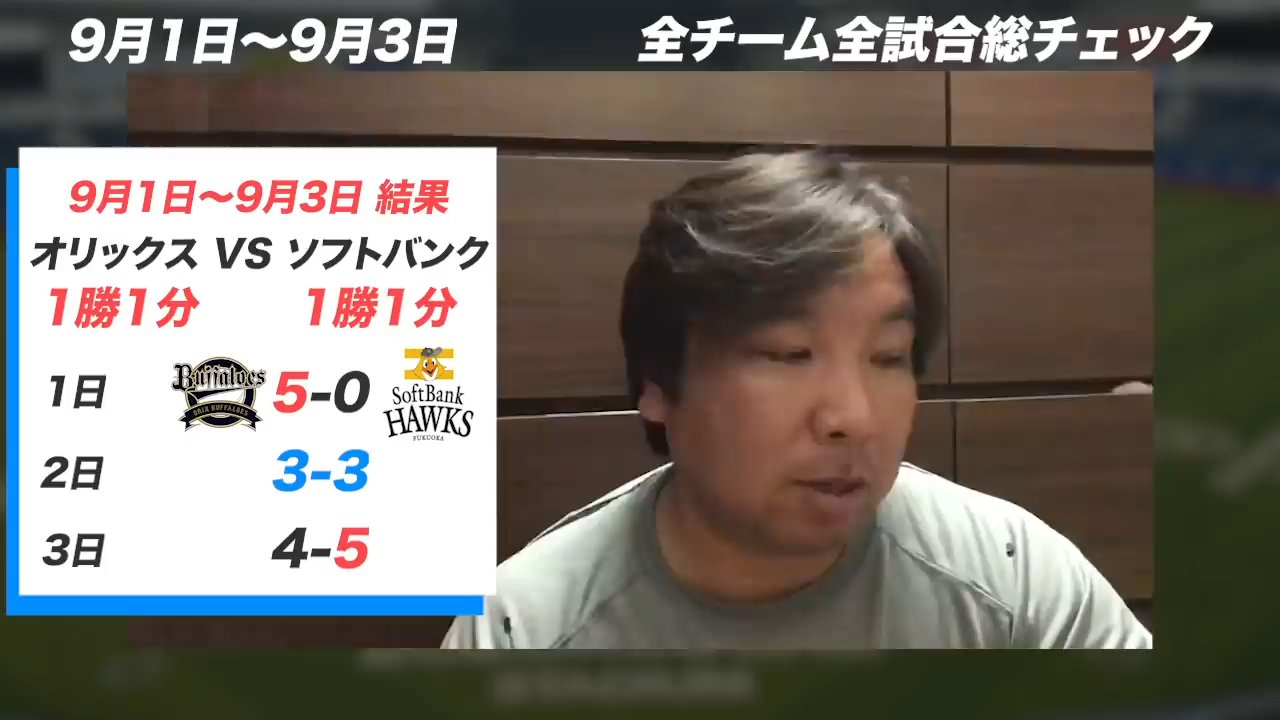 9月1日〜9月3日
全チーム全試合総チェック
9月1日〜9月3日 結果
オリックス VS ソフトバンク
1勝1分 1勝1分
1日 Buffaloes ORIX BUFFALOES 5-0 SoftBank HAWKS FUKUOKA
2日 3-3
3日 4-5